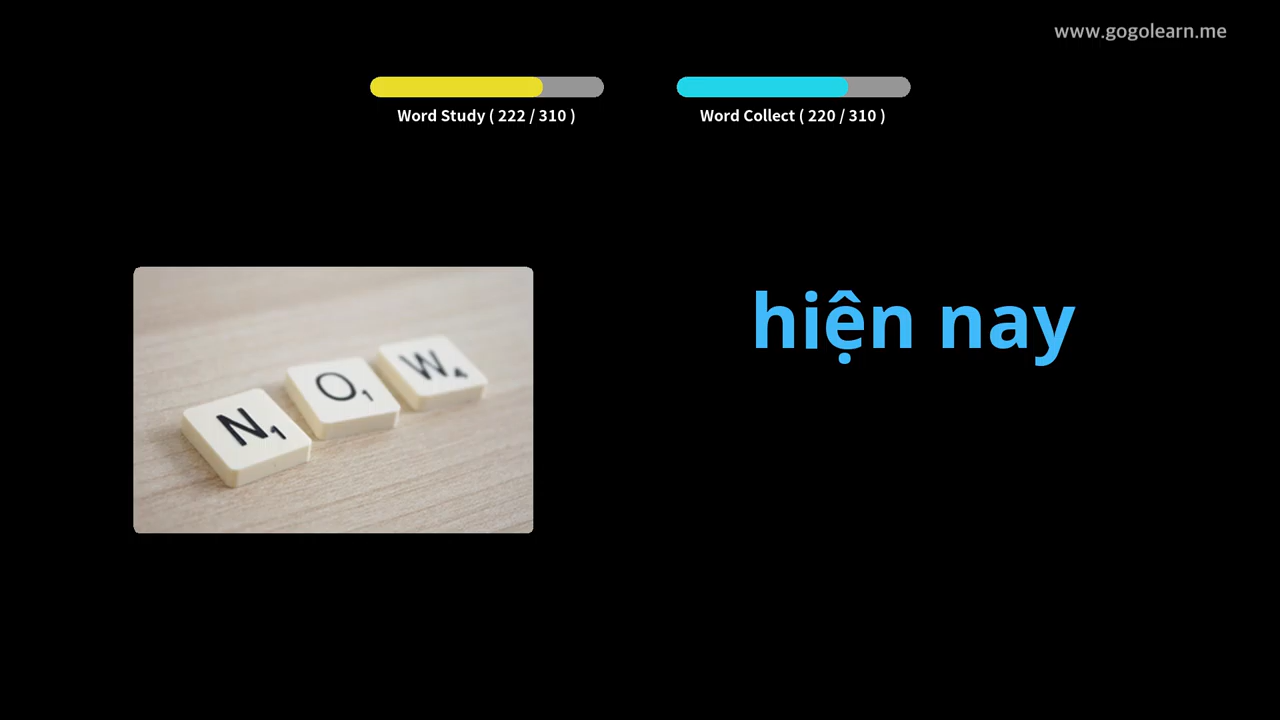 www.gogolearn.me
Word Study ( 222 / 310 )
Word Collect ( 220 / 310 )
N1 O1 W4
hiện nay